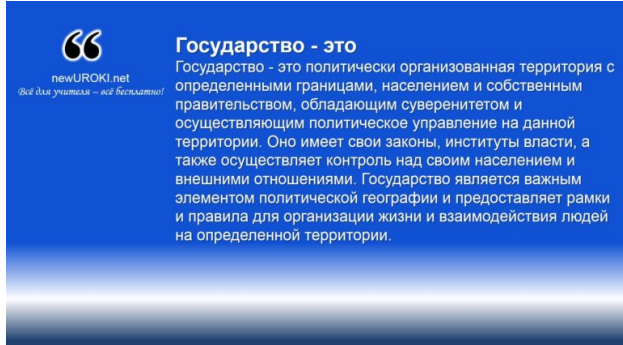 newUROKI.net
Всё для учителя – всё бесплатно!
Государство - это
Государство - это политически организованная территория с
определенными границами, населением и собственным
правительством, обладающим суверенитетом и
осуществляющим политическое управление на данной
территории. Оно имеет свои законы, институты власти, а
также осуществляет контроль над своим населением и
внешними отношениями. Государство является важным
элементом политической географии и предоставляет рамки
и правила для организации жизни и взаимодействия людей
на определенной территории.